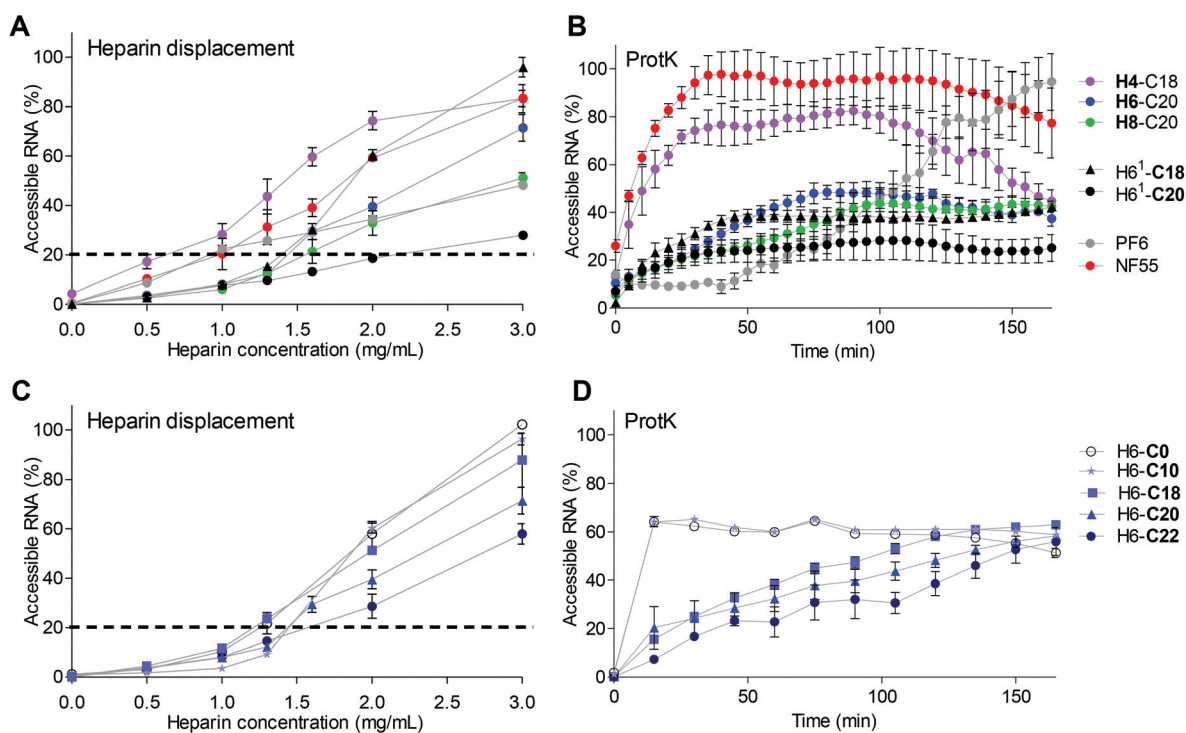 A
Heparin displacement
Accessible RNA (%)
100
80
60
40
20
0
0.0
0.5
1.0
1.5
2.0
3.0
Heparin concentration (mg/mL)
B
ProtK
Accessible RNA (%)
100
80
60
40
20
0
0
50
100
150
Time (min)
H4-C18
H6-C20
H8-C20
H6¹-C18
H6¹-C20
PF6
NF55
C
Heparin displacement
Accessible RNA (%)
100
80
60
40
20
0
0.0
0.5
1.0
1.5
2.0
3.0
Heparin concentration (mg/mL)
D
ProtK
Accessible RNA (%)
100
80
60
40
20
0
0
50
100
150
Time (min)
H6-C0
H6-C10
H6-C18
H6-C20
H6-C22